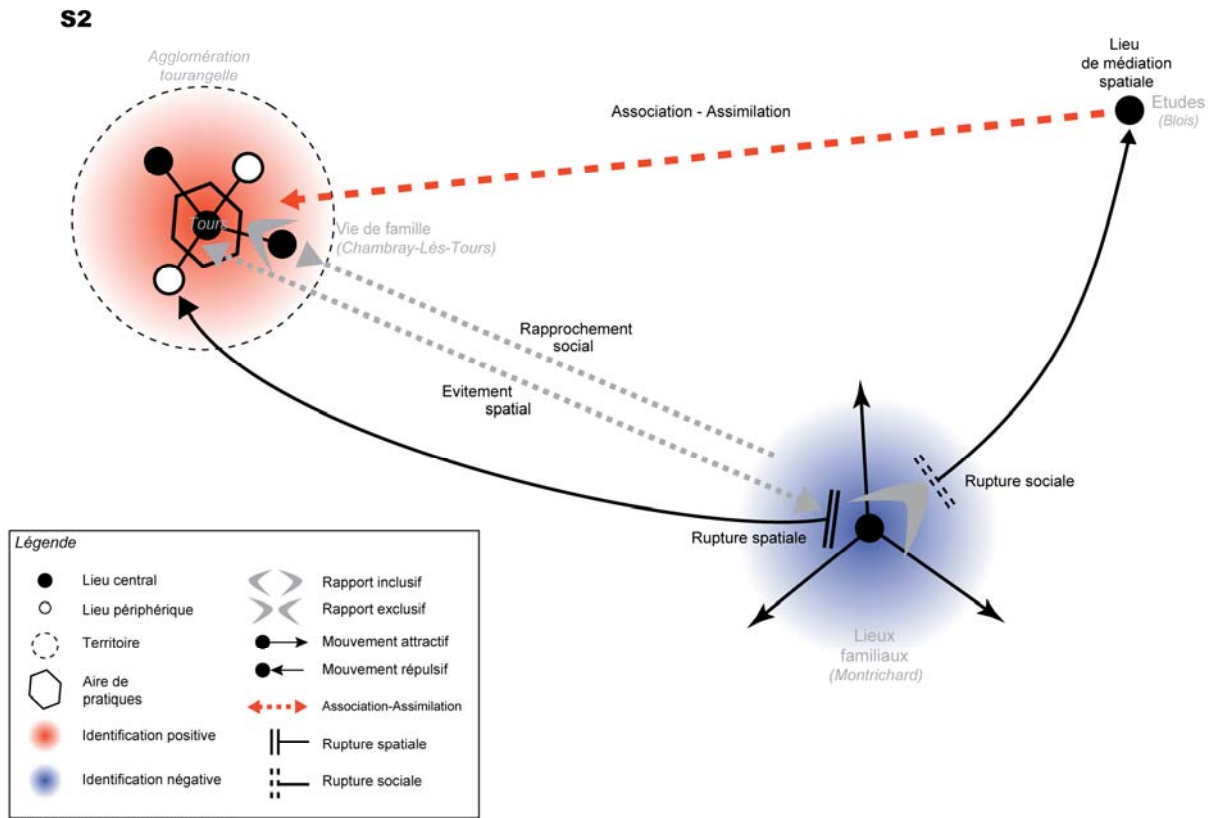 S2
Agglomération
tourangelle
Lieu
de médiation
spatiale
Etudes
(Blois)
Association - Assimilation
Tours
Vie de famille
(Chambray-Lés-Tours)
Rapprochement
social
Evitement
spatial
Rupture sociale
Rupture spatiale
Lieux
familiaux
(Montrichard)
Légende
Lieu central
Lieu périphérique
Territoire
Aire de
pratiques
Identification positive
Identification négative
Rapport inclusif
Rapport exclusif
Mouvement attractif
Mouvement répulsif
Association-Assimilation
Rupture spatiale
Rupture sociale